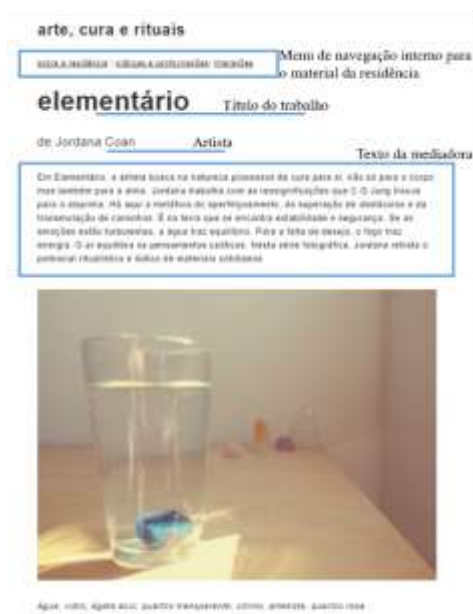 arte, cura e rituais
sobre a residência
Menu de navegação interno para
o material da residência
elementário
Título do trabalho
de Jordana Coan
Artista
Texto da mediadora
Em Elementário, a artista busca na natureza processos de cura para si, não só para o corpo
mas também para a alma. Jordana trabalha com as ressignificações que C.G Jung trouxe
para a alquimia. Há aqui a metáfora do aperfeiçoamento, da superação de obstáculos e da
transmutação de caminhos. É na terra que se encontra estabilidade e segurança. Se as
emoções estão turbulentas, a água traz equilíbrio. Para a falta de desejo, o fogo traz
energia. O ar equilibra os pensamentos caóticos. Nesta série fotográfica, Jordana retrata o
potencial ritualístico e lúdico de materiais cotidianos.
água, vidro, ágata azul, quartzo transparente, citrino, ametista, quartzo rosa